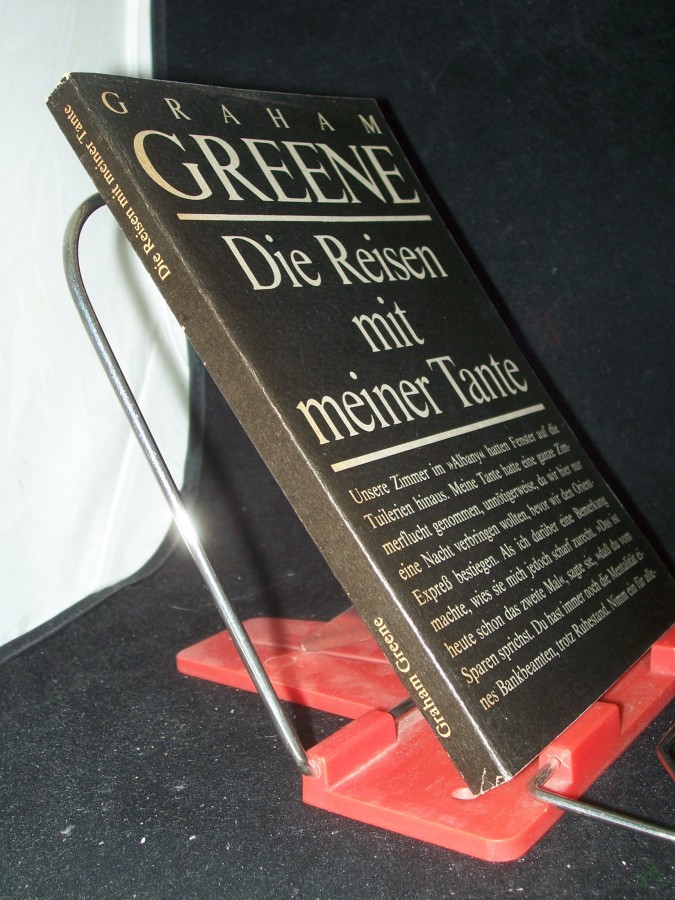 GRAHAM
GREENE
Die Reisen
mit
meiner Tante
Unsere Zimmer im »Albany« hatten Fenster auf die
Tuilerien hinaus. Meine Tante hatte eine ganze Zim-
merflucht genommen, unnötigerweise, da wir hier nur
eine Nacht verbringen wollten, bevor wir den Orient-
Expreß bestiegen. Als ich darüber eine Bemerkung
machte, wies sie mich jedoch scharf zurecht. »Das ist
heute schon das zweite Mal«, sagte sie, »daß du vom
Sparen sprichst. Du hast immer noch die Mentalität ei-
nes Bankbeamten, trotz Ruhestand. Nimm ein für alle-
Die Reisen mit meiner Tante
Graham Greene